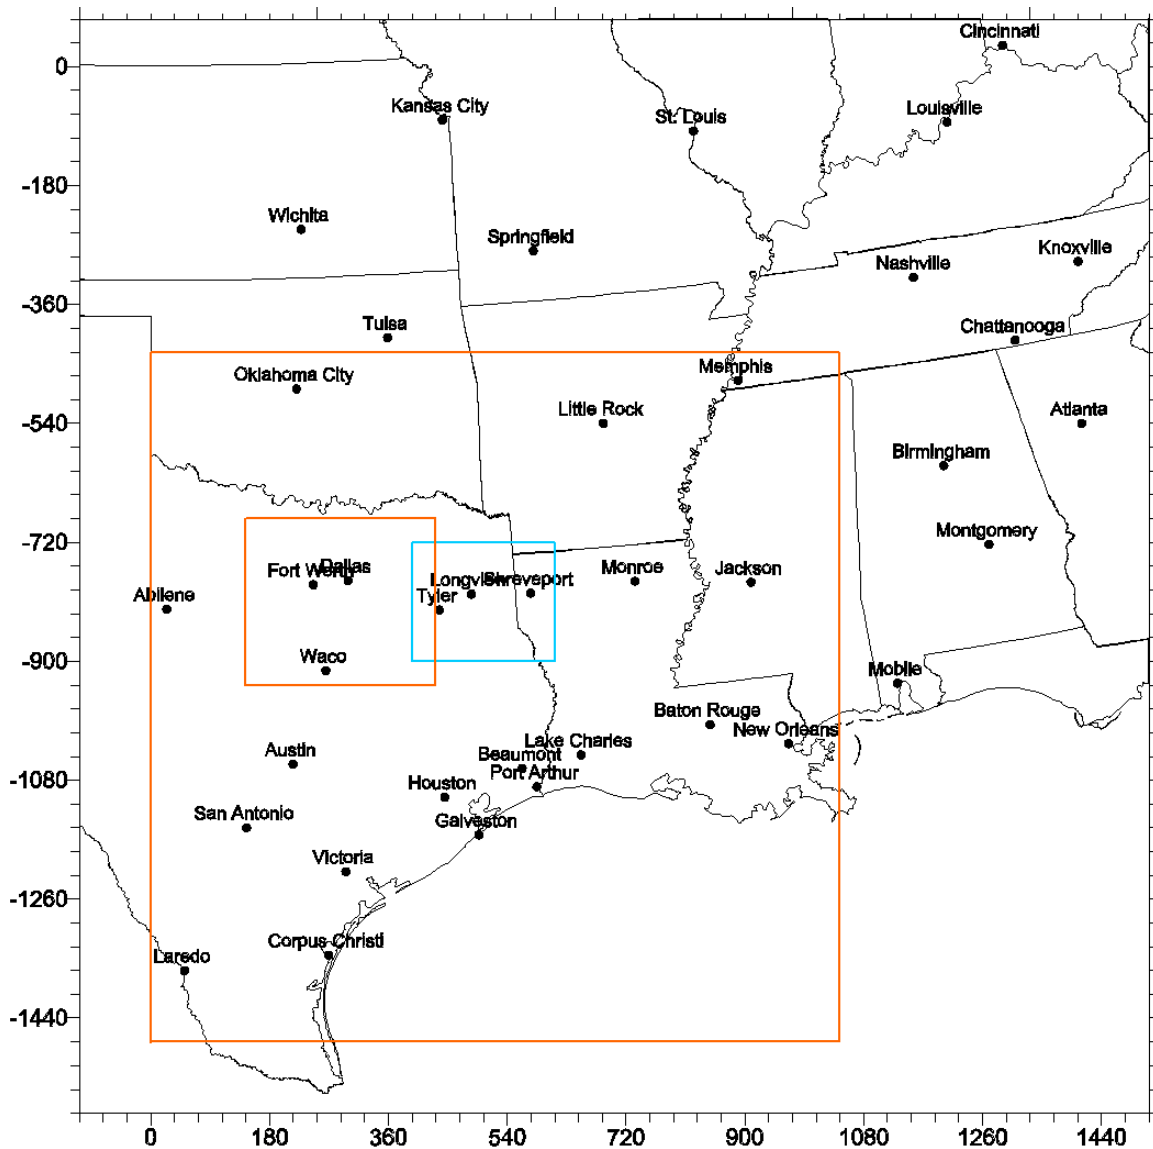 Cincinnati
0
Kansas City
St. Louis
Louisville
-180
Wichita
Springfield
Knoxville
Nashville
-360
Tulsa
Chattanooga
Memphis
Oklahoma City
Little Rock
Atlanta
-540
Birmingham
Montgomery
-720
Dallas
Fort Worth
Longview
Shreveport
Monroe
Jackson
Abilene
Tyler
Waco
-900
Mobile
Baton Rouge
New Orleans
Lake Charles
Austin
Beaumont
Port Arthur
-1080
Houston
San Antonio
Galveston
Victoria
-1260
Corpus Christi
Laredo
-1440
0 180 360 540 720 900 1080 1260 1440